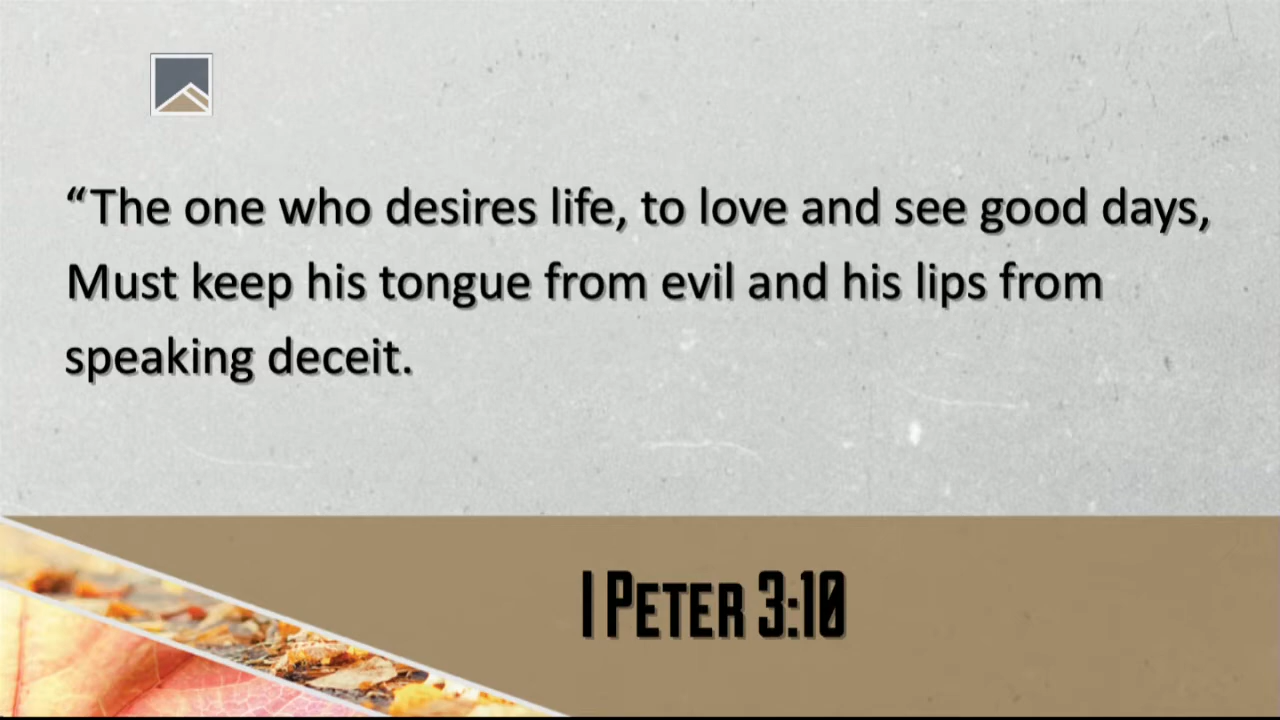 “The one who desires life, to love and see good days,
Must keep his tongue from evil and his lips from
speaking deceit.
I Peter 3:10